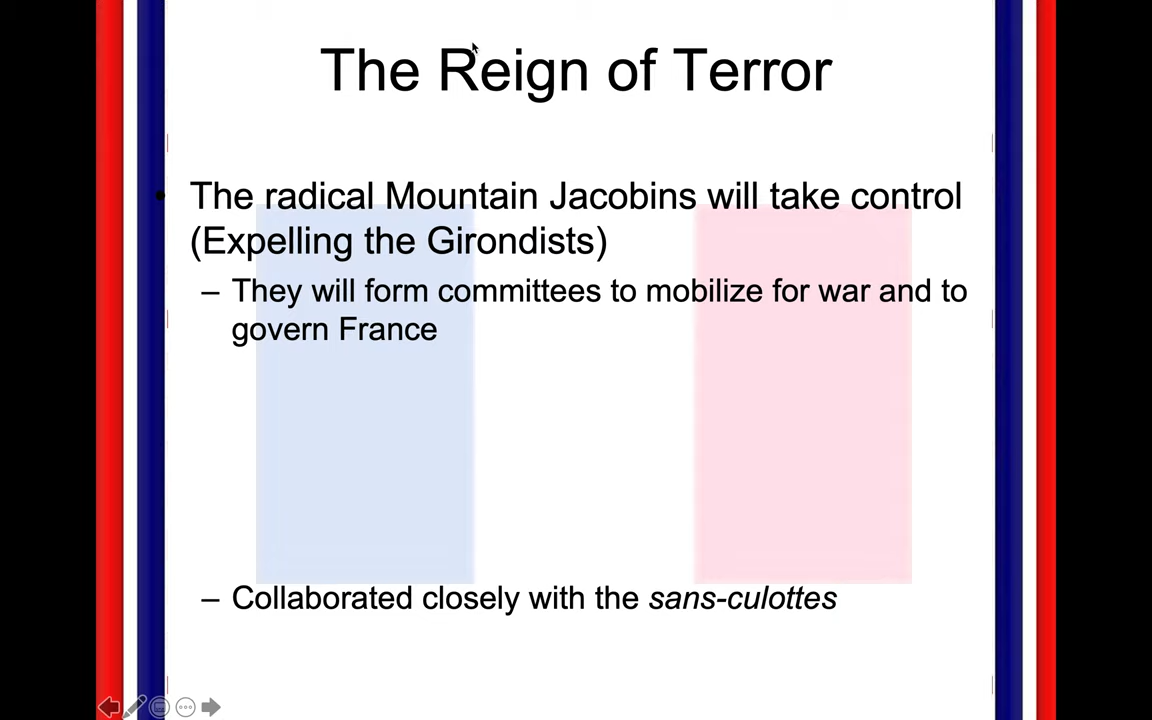 The Reign of Terror
• The radical Mountain Jacobins will take control
(Expelling the Girondists)
– They will form committees to mobilize for war and to
govern France
– Collaborated closely with the sans-culottes